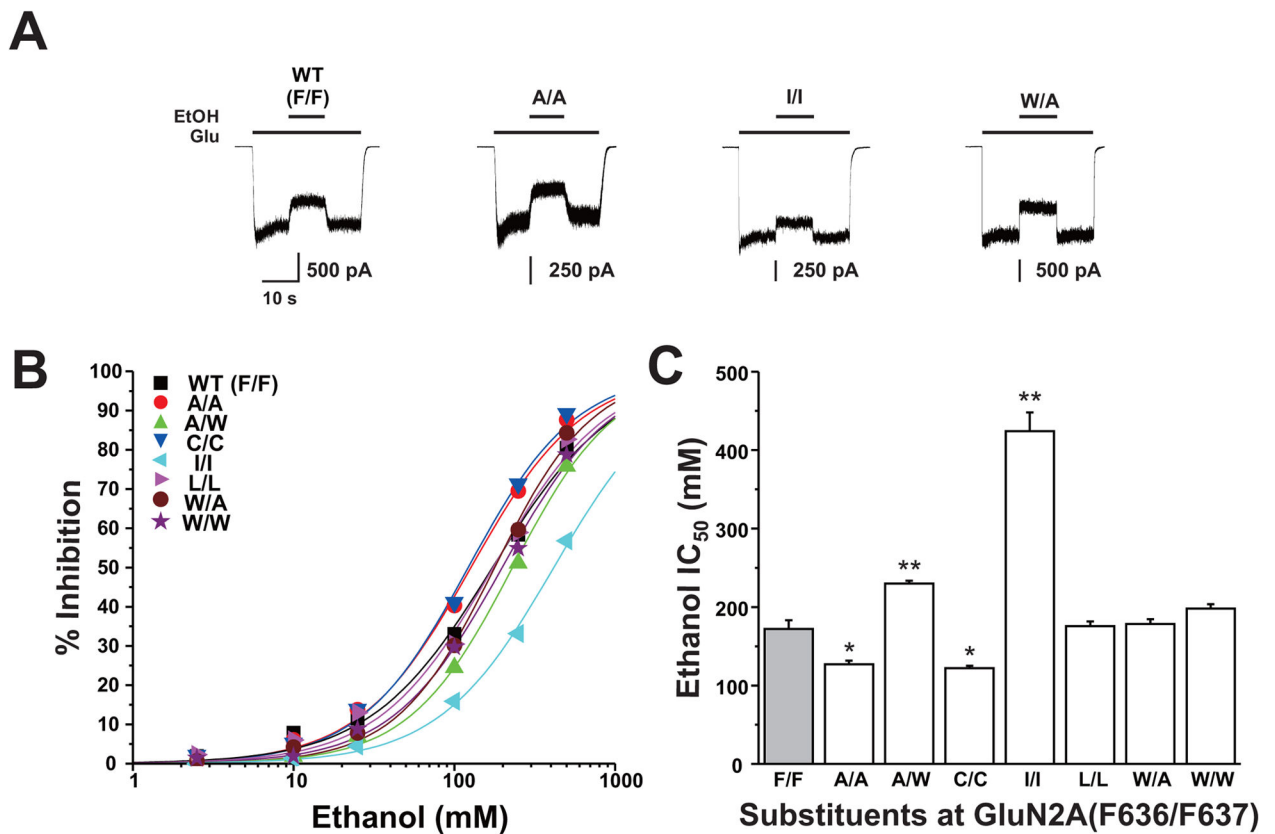 A
WT
(F/F)
A/A
I/I
W/A
EtOH
Glu
500 pA
250 pA
250 pA
500 pA
10 s
B
100
90
80
70
60
50
40
30
20
10
0
% Inhibition
WT (F/F)
A/A
A/W
C/C
I/I
L/L
W/A
W/W
1
10
100
1000
Ethanol (mM)
C
500
400
300
200
100
0
Ethanol IC50 (mM)
*
**
*
**
F/F
A/A
A/W
C/C
I/I
L/L
W/A
W/W
Substituents at GluN2A(F636/F637)